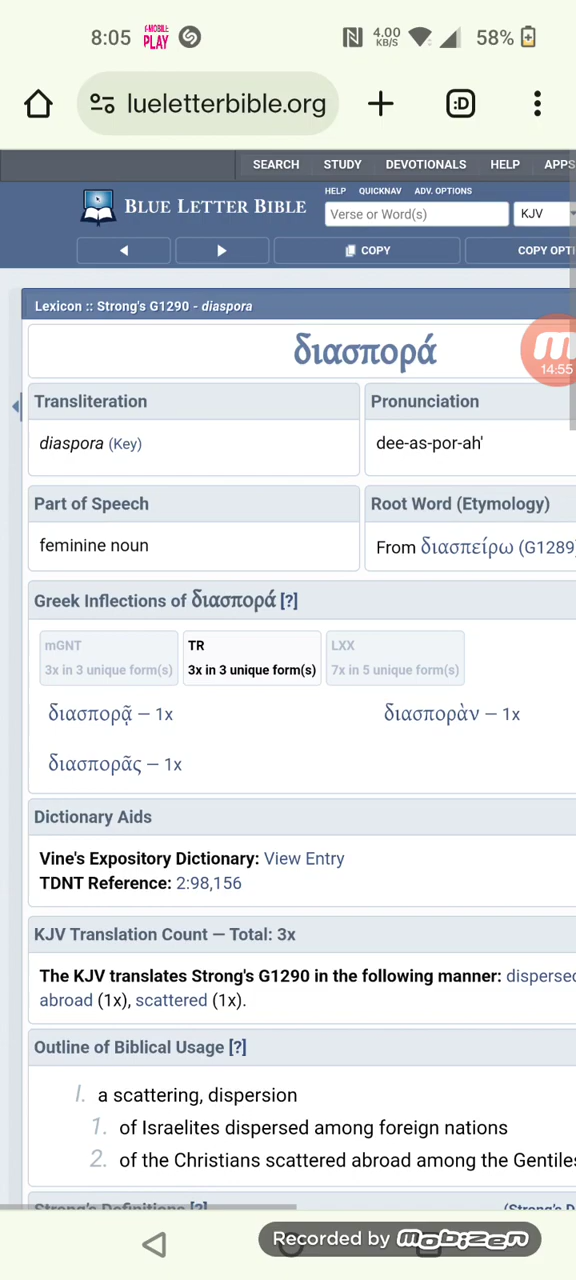 8:05 T-MOBILE PLAY 4.00 KB/S 58%
lueletterbible.org :D
SEARCH STUDY DEVOTIONALS HELP APPS
HELP QUICKNAV ADV. OPTIONS
BLUE LETTER BIBLE Verse or Word(s) KJV
COPY COPY OPTI
Lexicon :: Strong's G1290 - diaspora
διασπορά
14:55
Transliteration Pronunciation
diaspora (Key) dee-as-por-ah'
Part of Speech Root Word (Etymology)
feminine noun From διασπείρω (G1289)
Greek Inflections of διασπορά [?]
mGNT TR LXX
3x in 3 unique form(s) 3x in 3 unique form(s) 7x in 5 unique form(s)
διασπορᾷ — 1x διασπορὰν — 1x
διασπορᾶς — 1x
Dictionary Aids
Vine's Expository Dictionary: View Entry
TDNT Reference: 2:98,156
KJV Translation Count — Total: 3x
The KJV translates Strong's G1290 in the following manner: dispersed
abroad (1x), scattered (1x).
Outline of Biblical Usage [?]
I. a scattering, dispersion
1. of Israelites dispersed among foreign nations
2. of the Christians scattered abroad among the Gentiles
Strong's Definitions [?] (Strong's D
Recorded by mobizen